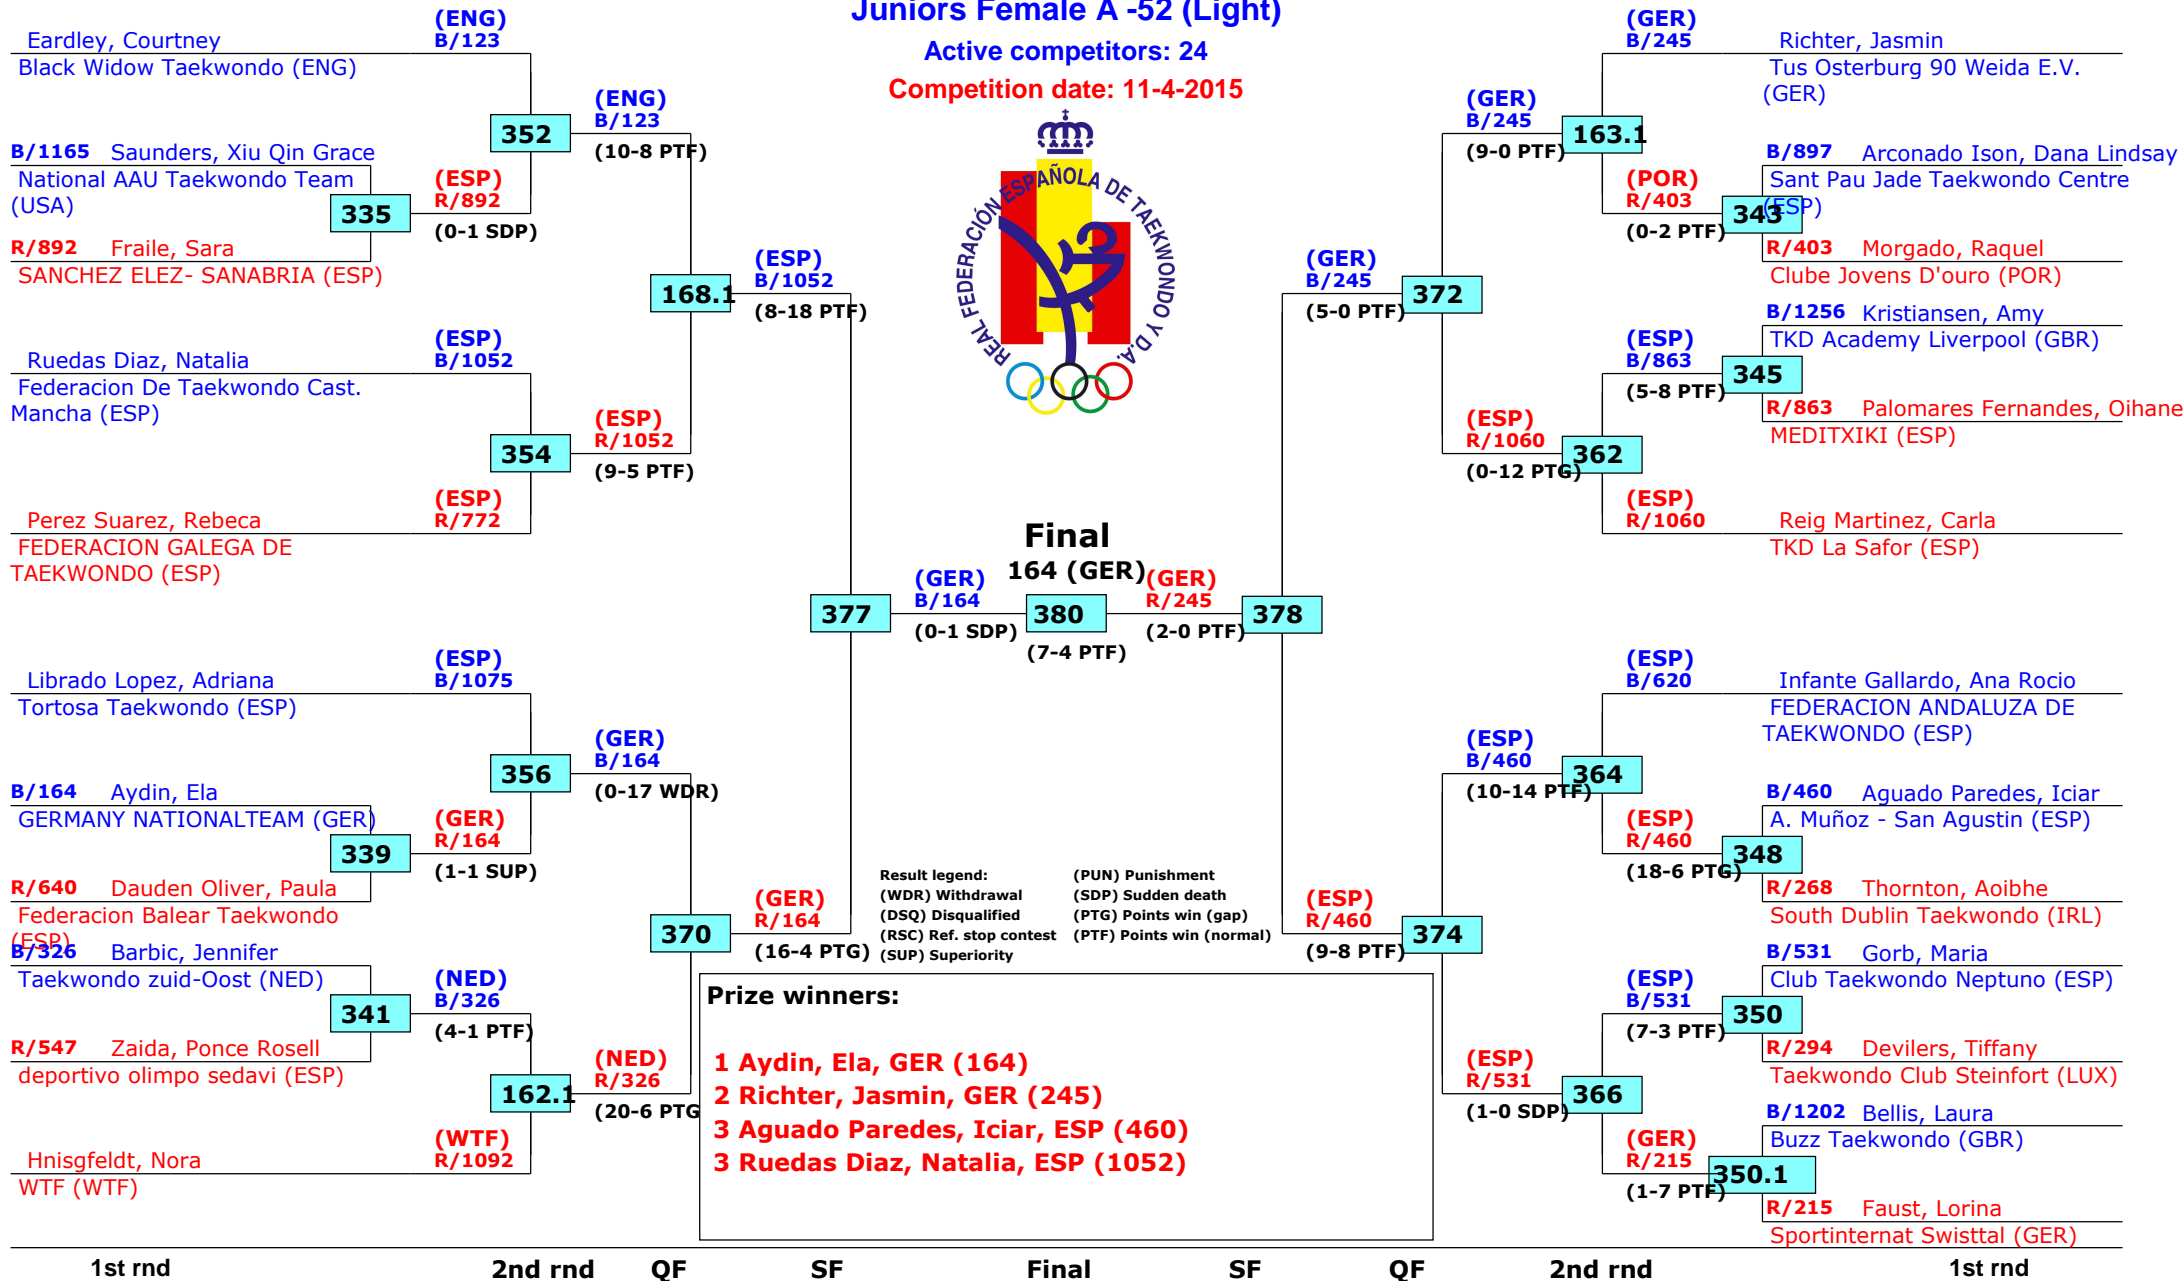 Juniors Female A -52 (Light)
Active competitors: 24
Competition date: 11-4-2015
REAL FEDERACIÓN ESPAÑOLA DE TAEKWONDO Y D.A.
(ENG)
Eardley, Courtney B/123
Black Widow Taekwondo (ENG)
(ENG)
B/123
352
(10-8 PTF)
B/1165 Saunders, Xiu Qin Grace
National AAU Taekwondo Team
(USA)
(ESP)
R/892
335
(0-1 SDP)
R/892 Fraile, Sara
SANCHEZ ELEZ- SANABRIA (ESP)
(ESP)
B/1052
168.1
(8-18 PTF)
(ESP)
Ruedas Diaz, Natalia B/1052
Federacion De Taekwondo Cast.
Mancha (ESP)
(ESP)
R/1052
354
(9-5 PTF)
(ESP)
Perez Suarez, Rebeca R/772
FEDERACION GALEGA DE
TAEKWONDO (ESP)
377
(GER)
B/164
(0-1 SDP)
Final
164 (GER)
380
(7-4 PTF)
(GER)
R/245
(2-0 PTF)
378
(ESP)
Librado Lopez, Adriana B/1075
Tortosa Taekwondo (ESP)
(GER)
B/164
356
(0-17 WDR)
B/164 Aydin, Ela
GERMANY NATIONALTEAM (GER)
(GER)
R/164
339
(1-1 SUP)
R/640 Dauden Oliver, Paula
Federacion Balear Taekwondo
(ESP)
(GER)
R/164
370
(16-4 PTG)
B/326 Barbic, Jennifer
Taekwondo zuid-Oost (NED)
(NED)
B/326
341
(4-1 PTF)
R/547 Zaida, Ponce Rosell
deportivo olimpo sedavi (ESP)
(NED)
R/326
162.1
(20-6 PTG
(WTF)
Hnisgfeldt, Nora R/1092
WTF (WTF)
(GER)
B/245 Richter, Jasmin
Tus Osterburg 90 Weida E.V.
(GER)
(GER)
B/245
163.1
(9-0 PTF)
B/897 Arconado Ison, Dana Lindsay
Sant Pau Jade Taekwondo Centre
(ESP)
(POR)
R/403
343
(0-2 PTF)
R/403 Morgado, Raquel
Clube Jovens D'ouro (POR)
(GER)
B/245
372
(5-0 PTF)
B/1256 Kristiansen, Amy
TKD Academy Liverpool (GBR)
(ESP)
B/863
345
(5-8 PTF)
R/863 Palomares Fernandes, Oihane
MEDITXIKI (ESP)
(ESP)
R/1060
362
(0-12 PTG)
(ESP)
R/1060 Reig Martinez, Carla
TKD La Safor (ESP)
(ESP)
B/620 Infante Gallardo, Ana Rocio
FEDERACION ANDALUZA DE
TAEKWONDO (ESP)
(ESP)
B/460
364
(10-14 PTF)
B/460 Aguado Paredes, Iciar
A. Muñoz - San Agustin (ESP)
(ESP)
R/460
348
(18-6 PTG)
R/268 Thornton, Aoibhe
South Dublin Taekwondo (IRL)
(ESP)
R/460
374
(9-8 PTF)
B/531 Gorb, Maria
Club Taekwondo Neptuno (ESP)
(ESP)
B/531
350
(7-3 PTF)
R/294 Devilers, Tiffany
Taekwondo Club Steinfort (LUX)
(ESP)
R/531
366
(1-0 SDP)
B/1202 Bellis, Laura
Buzz Taekwondo (GBR)
(GER)
R/215
350.1
(1-7 PTF)
R/215 Faust, Lorina
Sportinternat Swisttal (GER)
Result legend: (PUN) Punishment
(WDR) Withdrawal (SDP) Sudden death
(DSQ) Disqualified (PTG) Points win (gap)
(RSC) Ref. stop contest (PTF) Points win (normal)
(SUP) Superiority
Prize winners:
1 Aydin, Ela, GER (164)
2 Richter, Jasmin, GER (245)
3 Aguado Paredes, Iciar, ESP (460)
3 Ruedas Diaz, Natalia, ESP (1052)
1st rnd 2nd rnd QF SF Final SF QF 2nd rnd 1st rnd